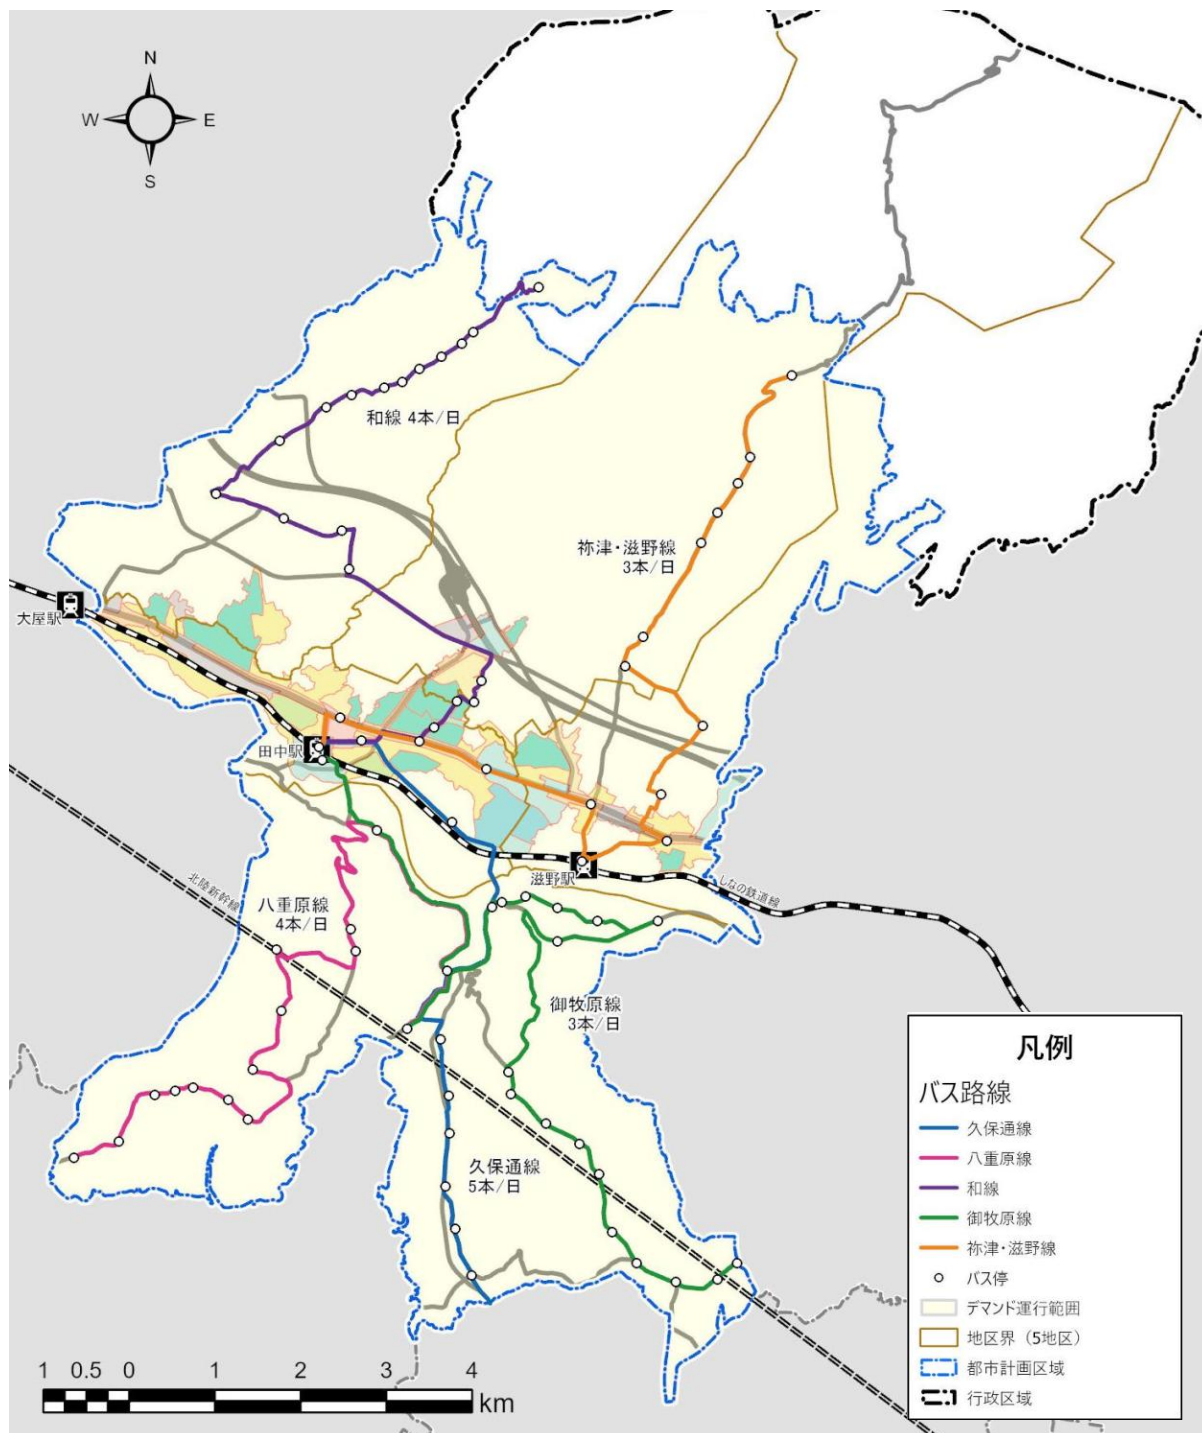 N
W E
S
和線 4本/日
祢津・滋野線
3本/日
大屋駅
田中駅
滋野駅
しなの鉄道線
北陸新幹線
八重原線
4本/日
御牧原線
3本/日
久保通線
5本/日
凡例
バス路線
久保通線
八重原線
和線
御牧原線
祢津・滋野線
バス停
デマンド運行範囲
地区界（5地区）
都市計画区域
行政区域
1 0.5 0 1 2 3 4
km